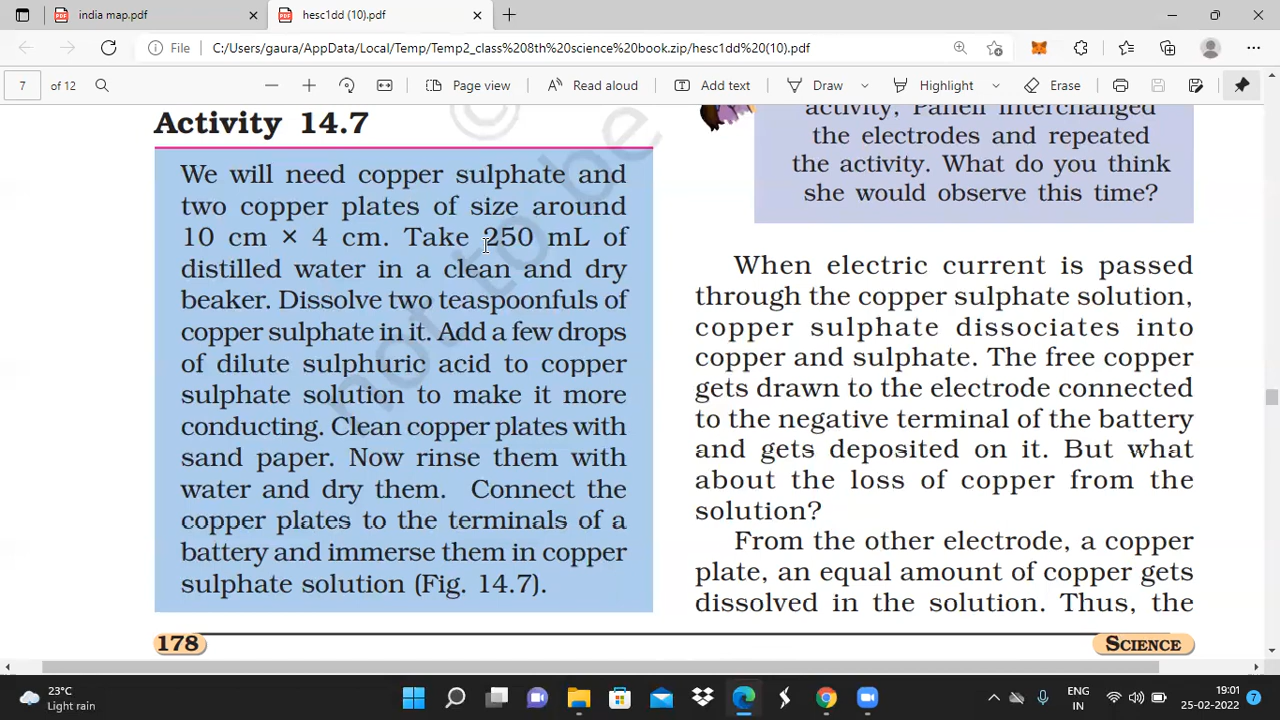 india map.pdf
hesc1dd (10).pdf
File
C:/Users/gaura/AppData/Local/Temp/Temp2_class%208th%20science%20book.zip/hesc1dd%20(10).pdf
7
of 12
Page view
Read aloud
Add text
Draw
Highlight
Erase
Activity 14.7
We will need copper sulphate and
two copper plates of size around
10 cm × 4 cm. Take 250 mL of
distilled water in a clean and dry
beaker. Dissolve two teaspoonfuls of
copper sulphate in it. Add a few drops
of dilute sulphuric acid to copper
sulphate solution to make it more
conducting. Clean copper plates with
sand paper. Now rinse them with
water and dry them. Connect the
copper plates to the terminals of a
battery and immerse them in copper
sulphate solution (Fig. 14.7).
activity, Paheli interchanged
the electrodes and repeated
the activity. What do you think
she would observe this time?
When electric current is passed
through the copper sulphate solution,
copper sulphate dissociates into
copper and sulphate. The free copper
gets drawn to the electrode connected
to the negative terminal of the battery
and gets deposited on it. But what
about the loss of copper from the
solution?
From the other electrode, a copper
plate, an equal amount of copper gets
dissolved in the solution. Thus, the
178
SCIENCE
©
not to be
23°C
Light rain
ENG
IN
19:01
25-02-2022
7